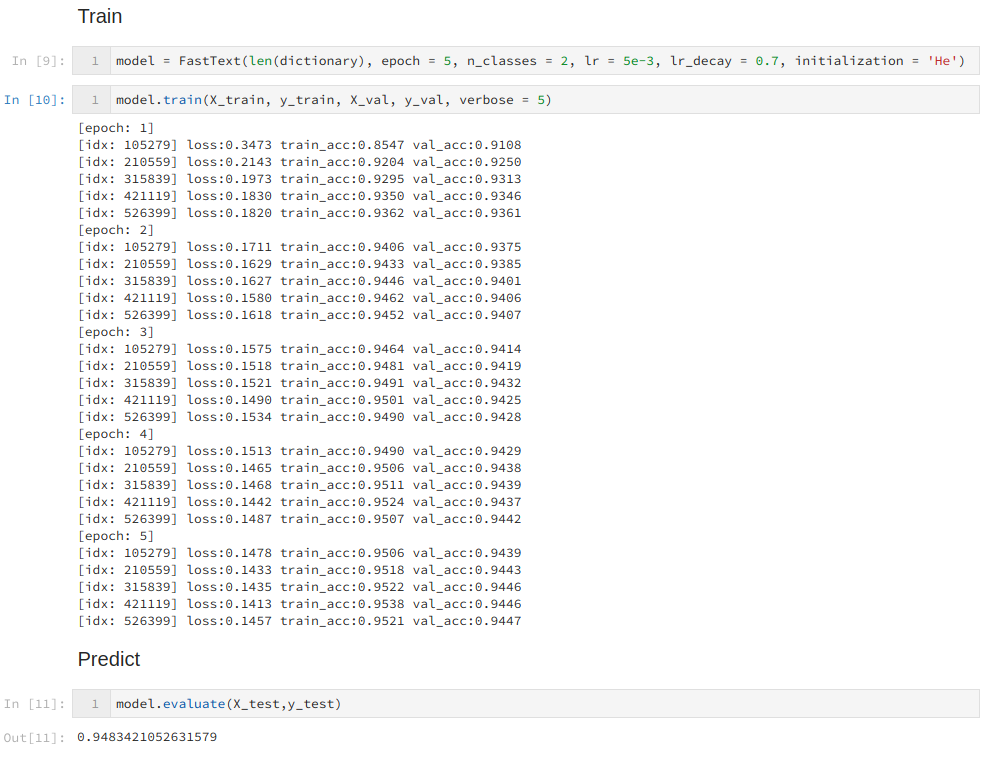 Train
In [9]: 1 model = FastText(len(dictionary), epoch = 5, n_classes = 2, lr = 5e-3, lr_decay = 0.7, initialization = 'He')
In [10]: 1 model.train(X_train, y_train, X_val, y_val, verbose = 5)
[epoch: 1]
[idx: 105279] loss:0.3473 train_acc:0.8547 val_acc:0.9108
[idx: 210559] loss:0.2143 train_acc:0.9204 val_acc:0.9250
[idx: 315839] loss:0.1973 train_acc:0.9295 val_acc:0.9313
[idx: 421119] loss:0.1830 train_acc:0.9350 val_acc:0.9346
[idx: 526399] loss:0.1820 train_acc:0.9362 val_acc:0.9361
[epoch: 2]
[idx: 105279] loss:0.1711 train_acc:0.9406 val_acc:0.9375
[idx: 210559] loss:0.1629 train_acc:0.9433 val_acc:0.9385
[idx: 315839] loss:0.1627 train_acc:0.9446 val_acc:0.9401
[idx: 421119] loss:0.1580 train_acc:0.9462 val_acc:0.9406
[idx: 526399] loss:0.1618 train_acc:0.9452 val_acc:0.9407
[epoch: 3]
[idx: 105279] loss:0.1575 train_acc:0.9464 val_acc:0.9414
[idx: 210559] loss:0.1518 train_acc:0.9481 val_acc:0.9419
[idx: 315839] loss:0.1521 train_acc:0.9491 val_acc:0.9432
[idx: 421119] loss:0.1490 train_acc:0.9501 val_acc:0.9425
[idx: 526399] loss:0.1534 train_acc:0.9490 val_acc:0.9428
[epoch: 4]
[idx: 105279] loss:0.1513 train_acc:0.9490 val_acc:0.9429
[idx: 210559] loss:0.1465 train_acc:0.9506 val_acc:0.9438
[idx: 315839] loss:0.1468 train_acc:0.9511 val_acc:0.9439
[idx: 421119] loss:0.1442 train_acc:0.9524 val_acc:0.9437
[idx: 526399] loss:0.1487 train_acc:0.9507 val_acc:0.9442
[epoch: 5]
[idx: 105279] loss:0.1478 train_acc:0.9506 val_acc:0.9439
[idx: 210559] loss:0.1433 train_acc:0.9518 val_acc:0.9443
[idx: 315839] loss:0.1435 train_acc:0.9522 val_acc:0.9446
[idx: 421119] loss:0.1413 train_acc:0.9538 val_acc:0.9446
[idx: 526399] loss:0.1457 train_acc:0.9521 val_acc:0.9447
Predict
In [11]: 1 model.evaluate(X_test,y_test)
Out[11]: 0.9483421052631579